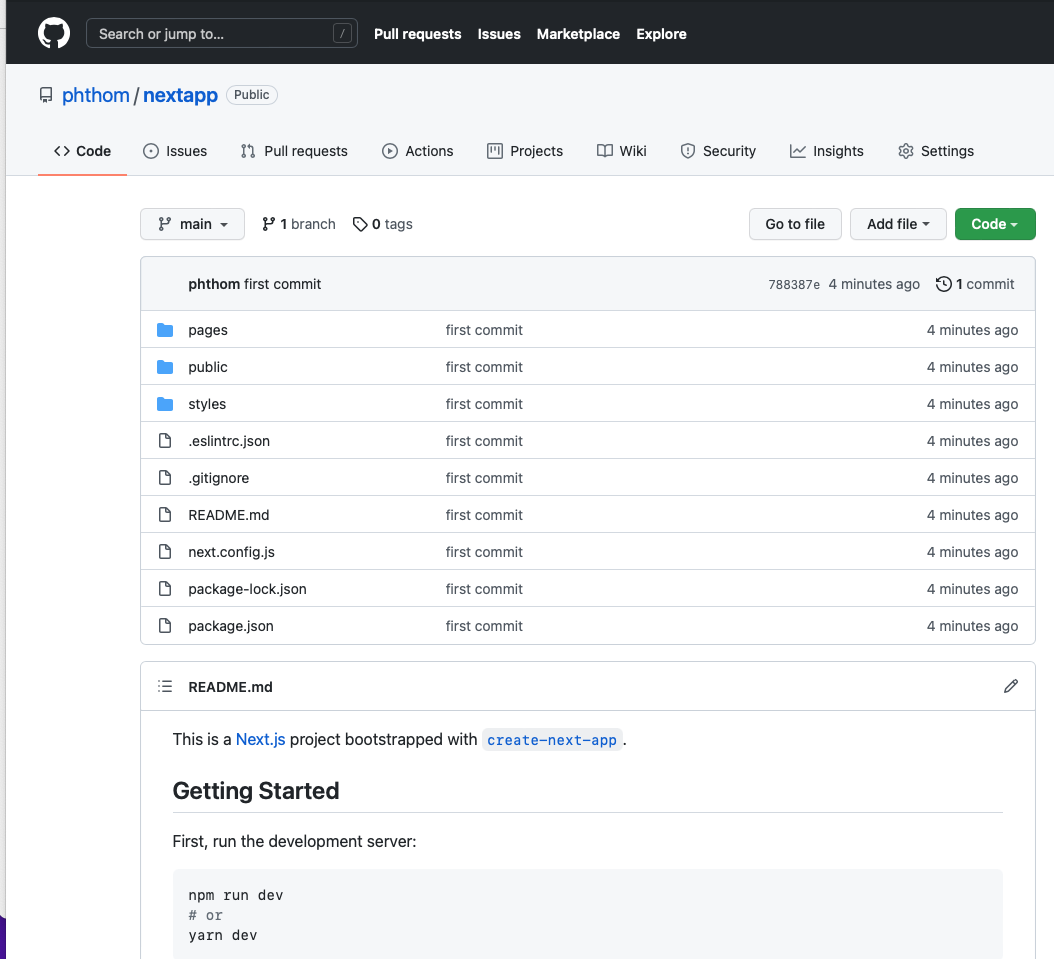 Search or jump to... / Pull requests Issues Marketplace Explore
phthom / nextapp Public
Code Issues Pull requests Actions Projects Wiki Security Insights Settings
main 1 branch 0 tags Go to file Add file Code
phthom first commit 788387e 4 minutes ago 1 commit
pages first commit 4 minutes ago
public first commit 4 minutes ago
styles first commit 4 minutes ago
.eslintrc.json first commit 4 minutes ago
.gitignore first commit 4 minutes ago
README.md first commit 4 minutes ago
next.config.js first commit 4 minutes ago
package-lock.json first commit 4 minutes ago
package.json first commit 4 minutes ago
README.md
This is a Next.js project bootstrapped with create-next-app.
Getting Started
First, run the development server:
npm run dev
# or
yarn dev